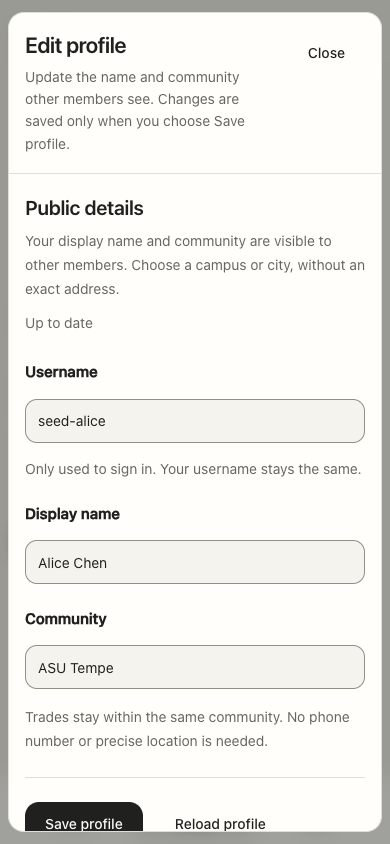 Edit profile
Close
Update the name and community
other members see. Changes are
saved only when you choose Save
profile.
Public details
Your display name and community are visible to
other members. Choose a campus or city, without an
exact address.
Up to date
Username
seed-alice
Only used to sign in. Your username stays the same.
Display name
Alice Chen
Community
ASU Tempe
Trades stay within the same community. No phone
number or precise location is needed.
Save profile
Reload profile